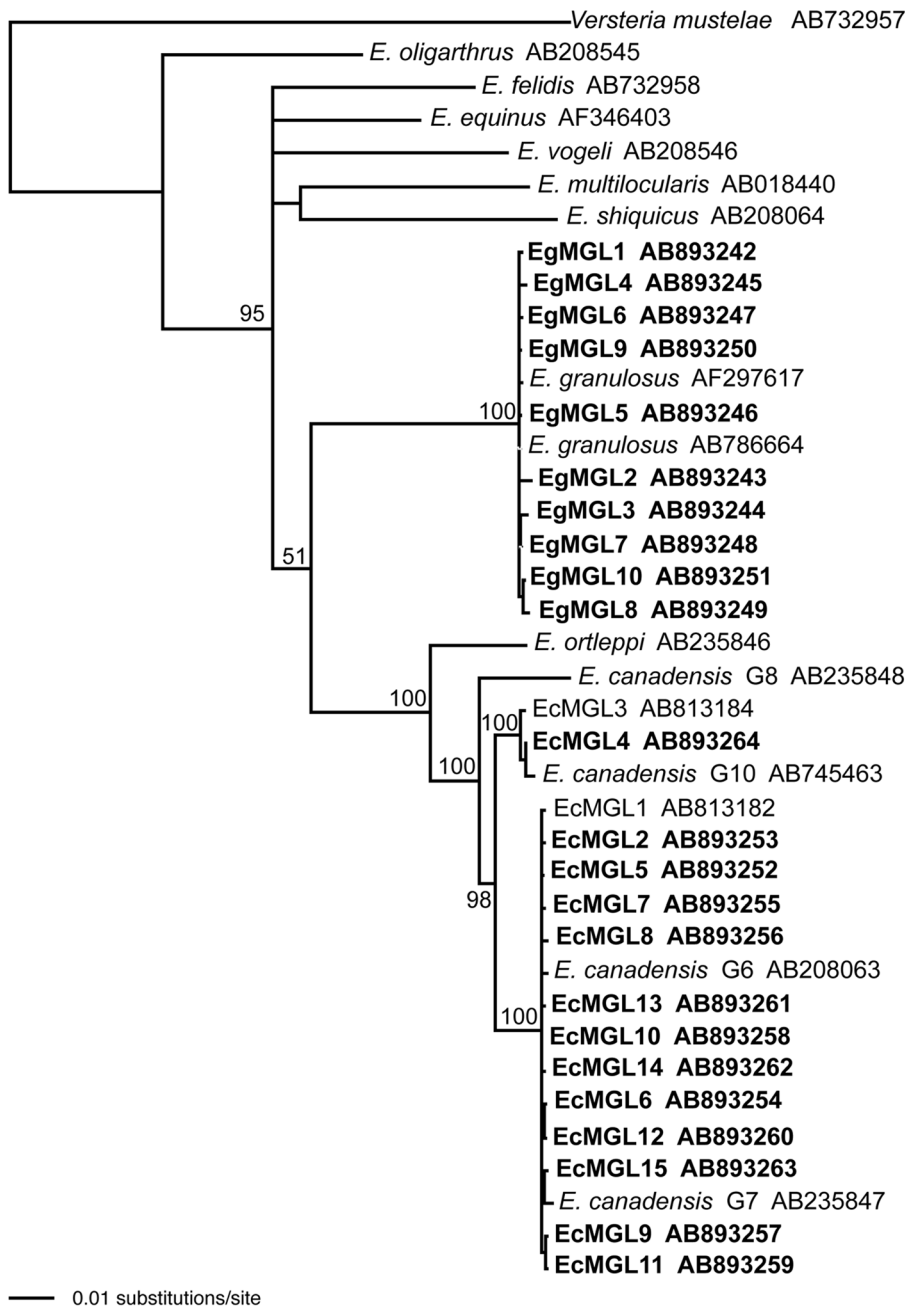 Versteria mustelae AB732957
E. oligarthrus AB208545
E. felidis AB732958
E. equinus AF346403
E. vogeli AB208546
E. multilocularis AB018440
E. shiquicus AB208064
EgMGL1 AB893242
EgMGL4 AB893245
EgMGL6 AB893247
95
EgMGL9 AB893250
E. granulosus AF297617
100
EgMGL5 AB893246
E. granulosus AB786664
EgMGL2 AB893243
EgMGL3 AB893244
EgMGL7 AB893248
51
EgMGL10 AB893251
EgMGL8 AB893249
E. ortleppi AB235846
E. canadensis G8 AB235848
100
EcMGL3 AB813184
100
EcMGL4 AB893264
100
E. canadensis G10 AB745463
EcMGL1 AB813182
EcMGL2 AB893253
EcMGL5 AB893252
98
EcMGL7 AB893255
EcMGL8 AB893256
E. canadensis G6 AB208063
EcMGL13 AB893261
100
EcMGL10 AB893258
EcMGL14 AB893262
EcMGL6 AB893254
EcMGL12 AB893260
EcMGL15 AB893263
E. canadensis G7 AB235847
EcMGL9 AB893257
EcMGL11 AB893259
0.01 substitutions/site